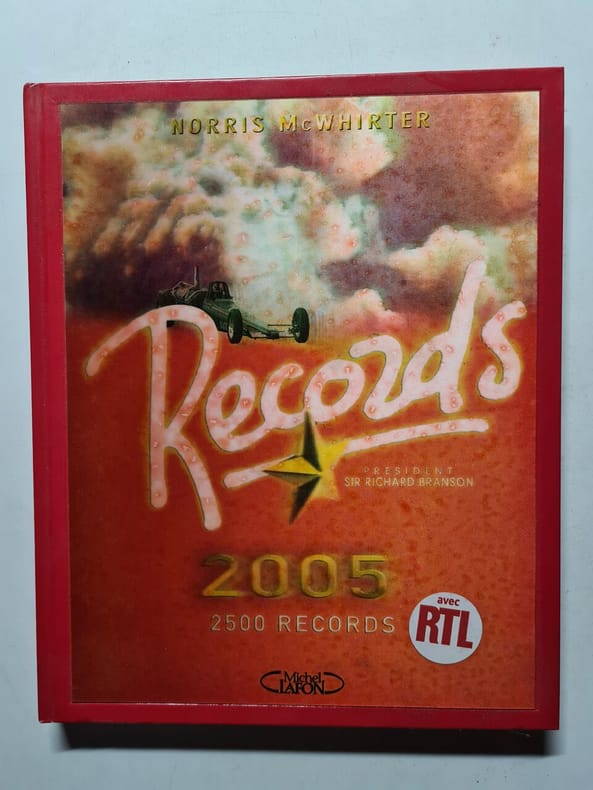 NORRIS McWHIRTER
Records
PRESIDENT
SIR RICHARD BRANSON
2005
2500 RECORDS
avec
RTL
Michel
LAFON